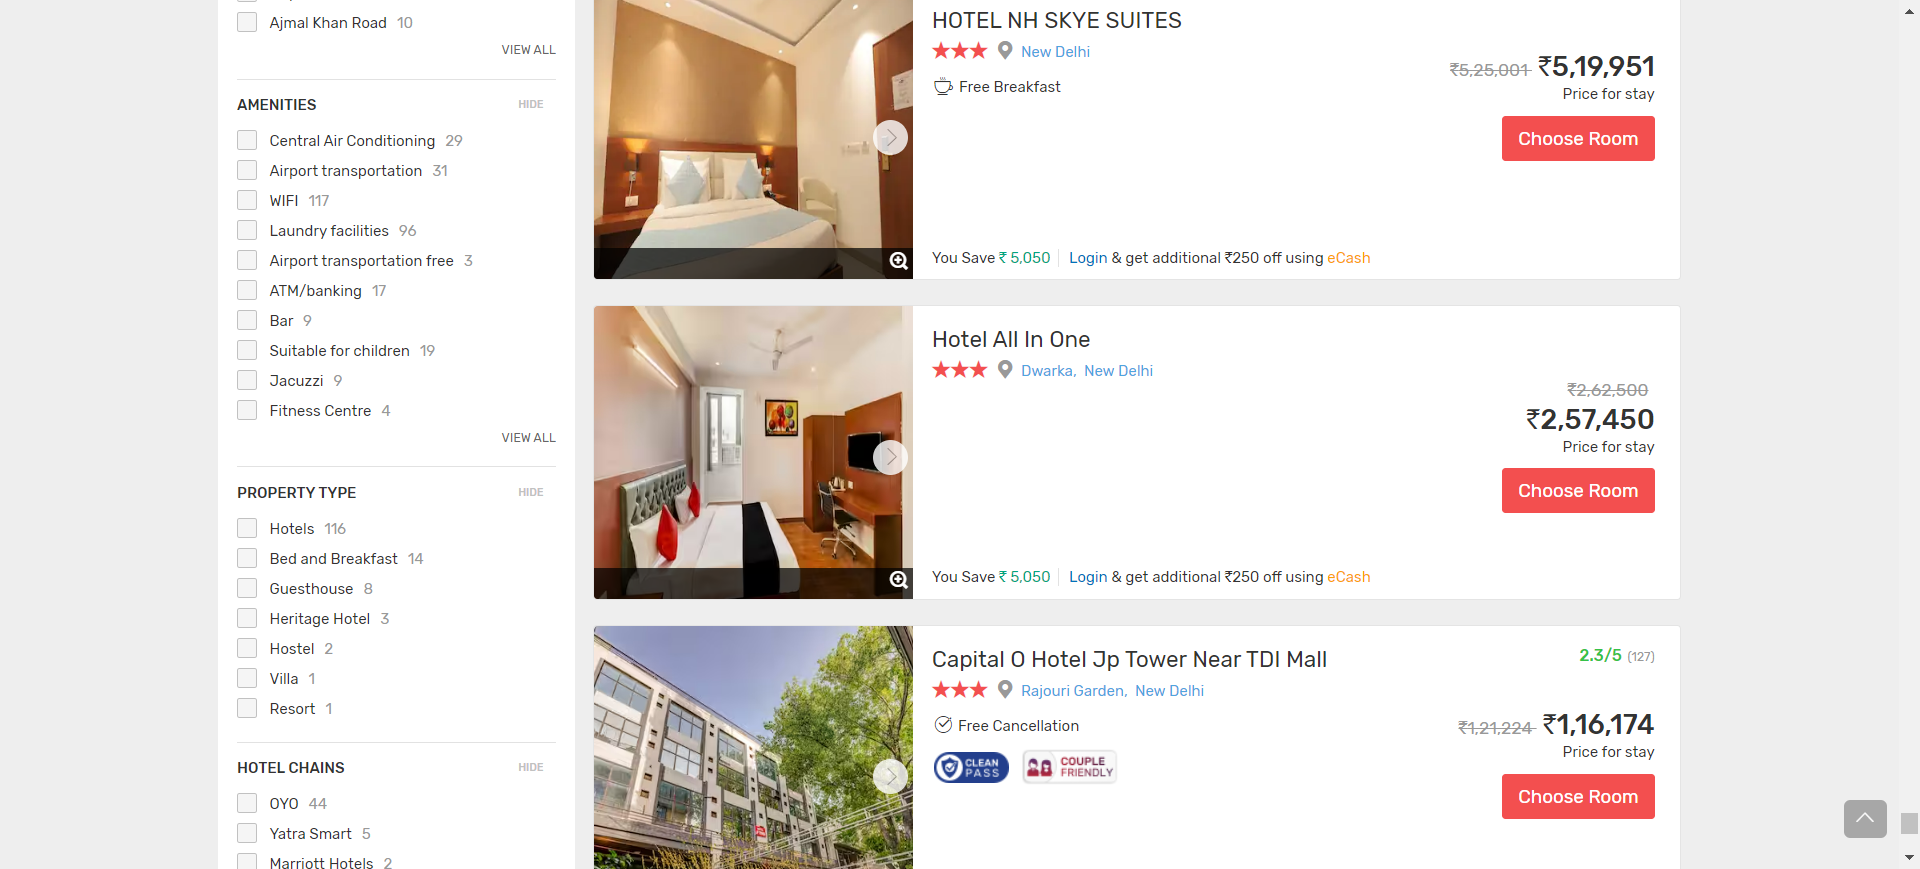 Ajmal Khan Road 10
VIEW ALL
AMENITIES HIDE
Central Air Conditioning 29
Airport transportation 31
WIFI 117
Laundry facilities 96
Airport transportation free 3
ATM/banking 17
Bar 9
Suitable for children 19
Jacuzzi 9
Fitness Centre 4
VIEW ALL
PROPERTY TYPE HIDE
Hotels 116
Bed and Breakfast 14
Guesthouse 8
Heritage Hotel 3
Hostel 2
Villa 1
Resort 1
HOTEL CHAINS HIDE
OYO 44
Yatra Smart 5
Marriott Hotels 2
HOTEL NH SKYE SUITES
New Delhi
Free Breakfast
₹5,25,001 ₹5,19,951
Price for stay
Choose Room
You Save ₹ 5,050 Login & get additional ₹250 off using eCash
Hotel All In One
Dwarka, New Delhi
₹2,62,500
₹2,57,450
Price for stay
Choose Room
You Save ₹ 5,050 Login & get additional ₹250 off using eCash
Capital O Hotel Jp Tower Near TDI Mall
2.3/5 (127)
Rajouri Garden, New Delhi
Free Cancellation
₹1,21,224 ₹1,16,174
Price for stay
CLEAN PASS
COUPLE FRIENDLY
Choose Room